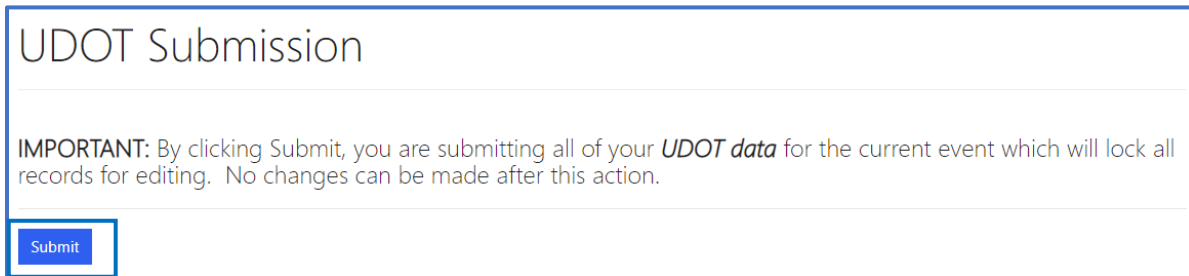 UDOT Submission
IMPORTANT: By clicking Submit, you are submitting all of your UDOT data for the current event which will lock all
records for editing.  No changes can be made after this action.
Submit